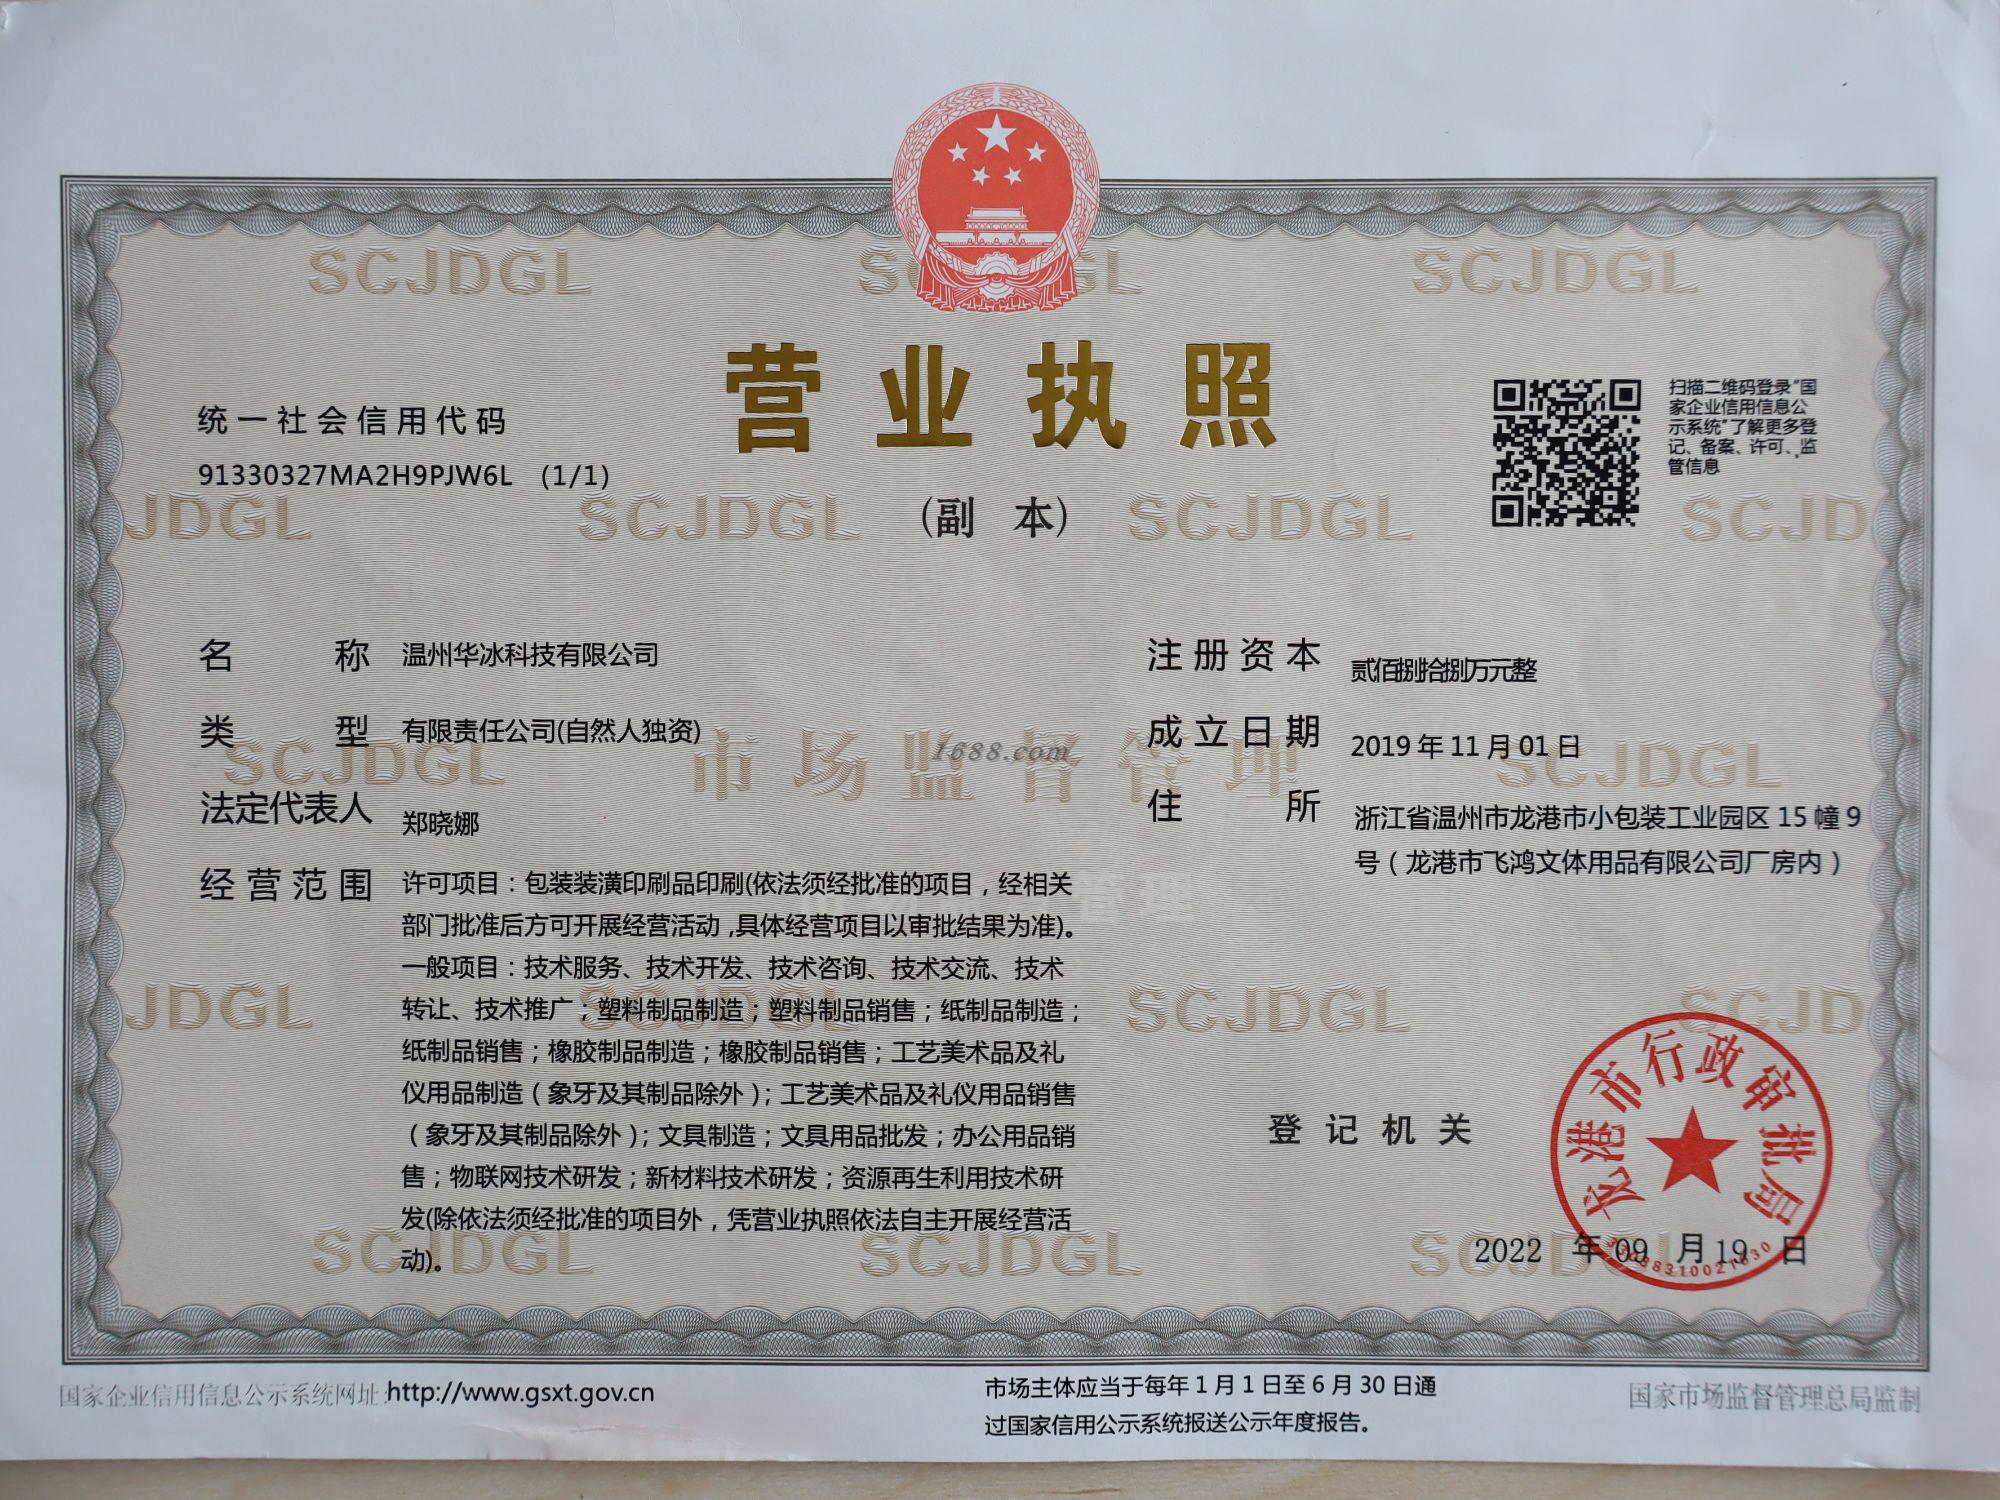 营业执照
(副 本)
统一社会信用代码
91330327MA2H9PJW6L (1/1)
扫描二维码登录"国
家企业信用信息公
示系统"了解更多登
记、备案、许可、监
管信息
名 称 温州华冰科技有限公司
类 型 有限责任公司(自然人独资)
法定代表人 郑晓娜
经营范围 许可项目：包装装潢印刷品印刷(依法须经批准的项目，经相关
部门批准后方可开展经营活动,具体经营项目以审批结果为准)。
一般项目：技术服务、技术开发、技术咨询、技术交流、技术
转让、技术推广；塑料制品制造；塑料制品销售；纸制品制造；
纸制品销售；橡胶制品制造；橡胶制品销售；工艺美术品及礼
仪用品制造（象牙及其制品除外）；工艺美术品及礼仪用品销售
（象牙及其制品除外）；文具制造；文具用品批发；办公用品销
售；物联网技术研发；新材料技术研发；资源再生利用技术研
发(除依法须经批准的项目外，凭营业执照依法自主开展经营活
动)。
注册资本 贰佰捌拾捌万元整
成立日期 2019年11月01日
住 所 浙江省温州市龙港市小包装工业园区15幢9
号（龙港市飞鸿文体用品有限公司厂房内）
登记机关
龙港市行政审批局
2022 年 09 月 19 日
SCJDGL
市场监督管理
1688.com
国家企业信用信息公示系统网址:http://www.gsxt.gov.cn
市场主体应当于每年1月1日至6月30日通
过国家信用公示系统报送公示年度报告。
国家市场监督管理总局监制